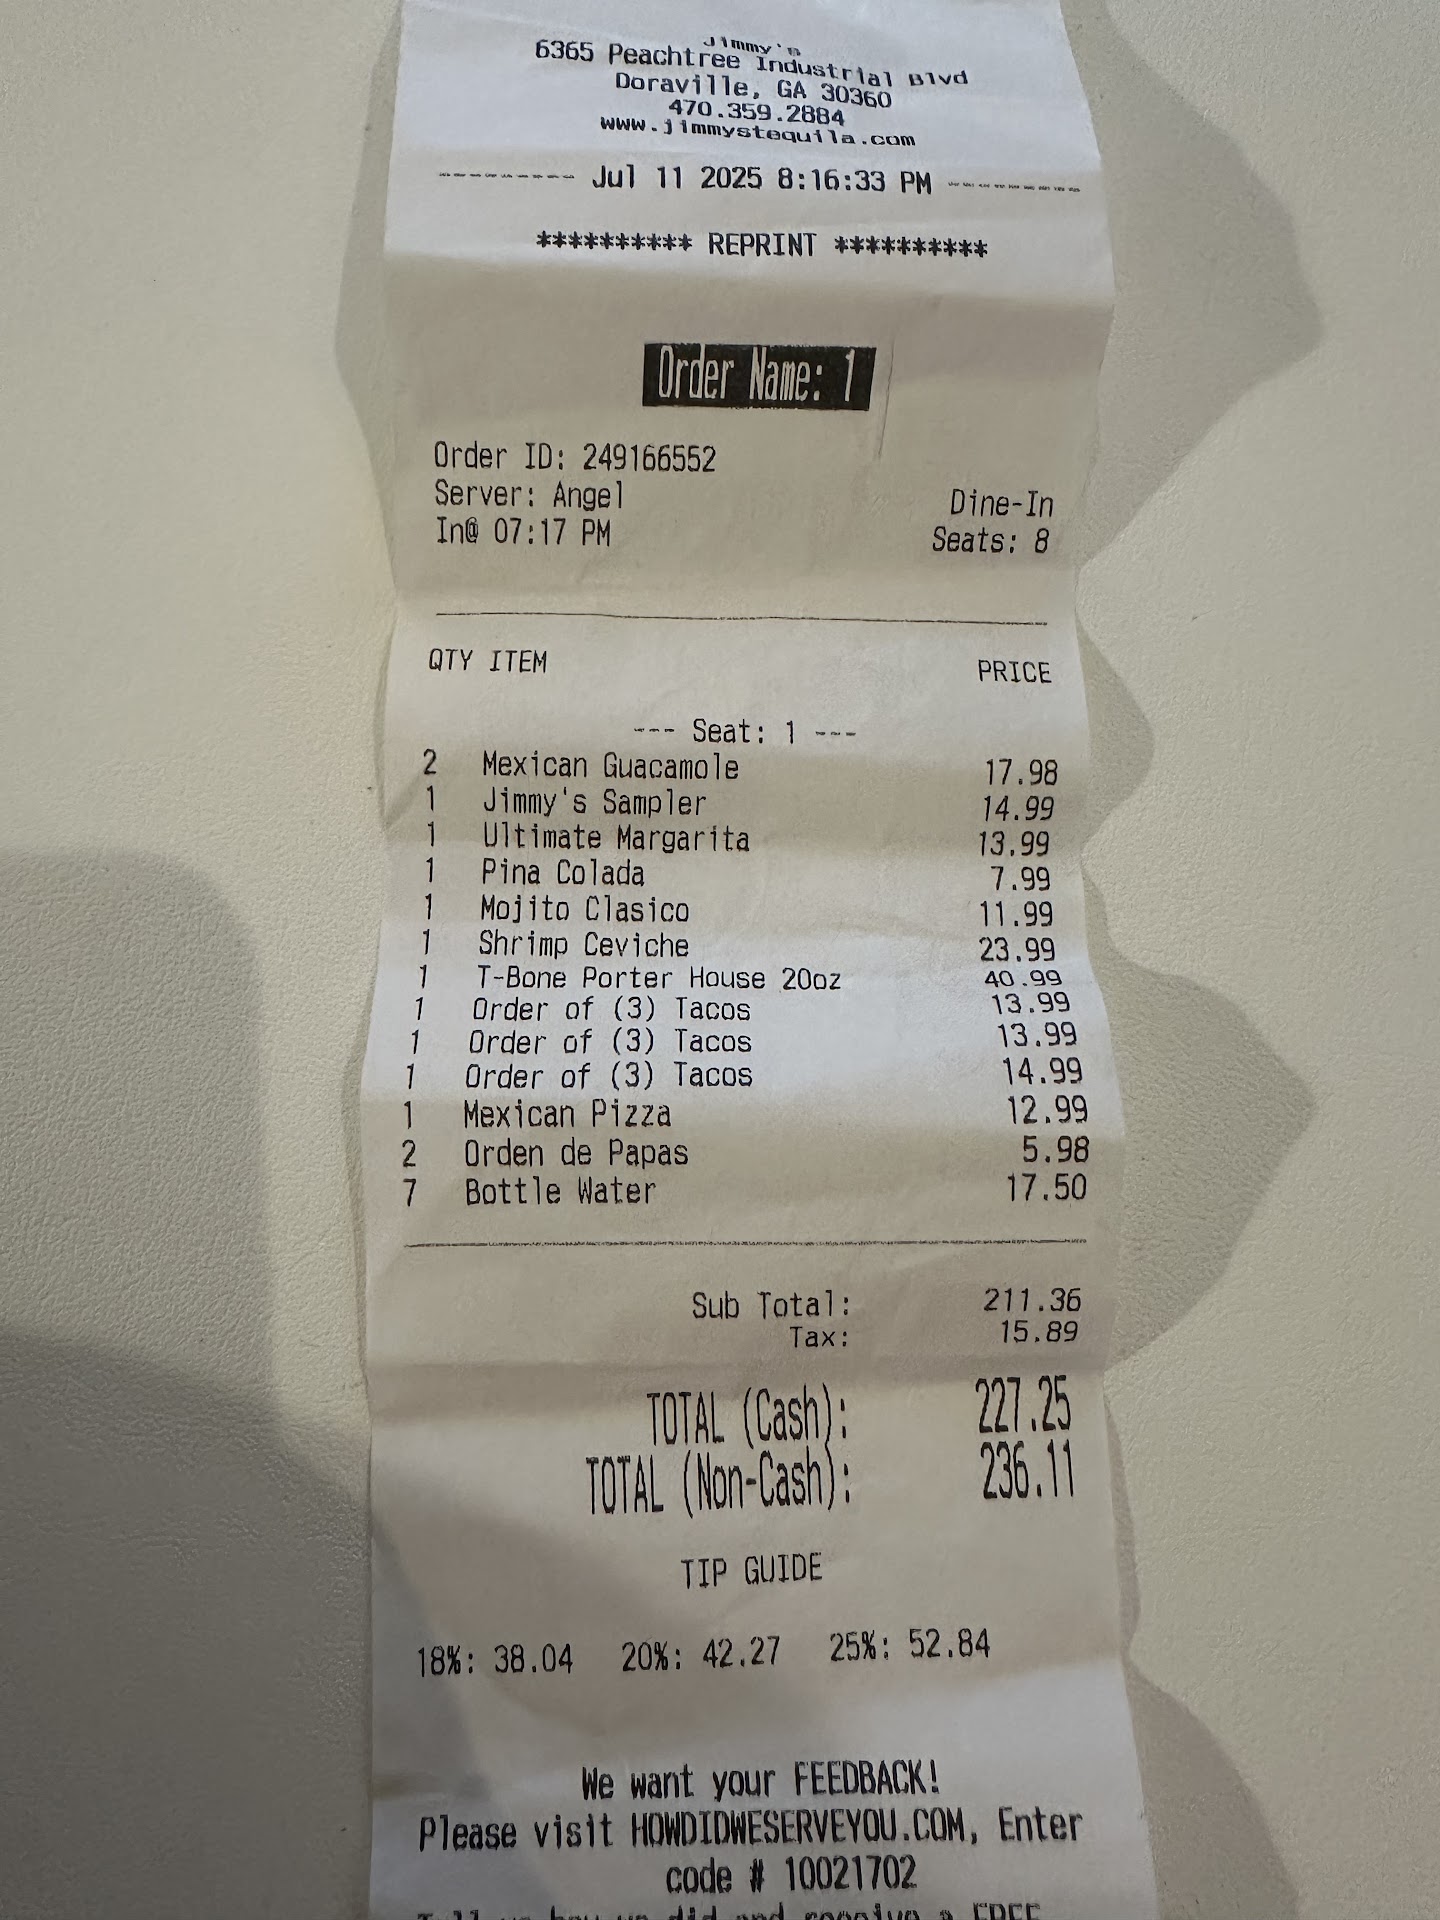 Jimmy's
6365 Peachtree Industrial Blvd
Doraville, GA 30360
470.359.2884
www.jimmystequila.com
---------- Jul 11 2025 8:16:33 PM ----------
********** REPRINT **********
Order Name: 1
Order ID: 249166552
Server: Angel Dine-In
In@ 07:17 PM Seats: 8
QTY ITEM PRICE
--- Seat: 1 ---
2 Mexican Guacamole 17.98
1 Jimmy's Sampler 14.99
1 Ultimate Margarita 13.99
1 Pina Colada 7.99
1 Mojito Clasico 11.99
1 Shrimp Ceviche 23.99
1 T-Bone Porter House 20oz 40.99
1 Order of (3) Tacos 13.99
1 Order of (3) Tacos 13.99
1 Order of (3) Tacos 14.99
1 Mexican Pizza 12.99
2 Orden de Papas 5.98
7 Bottle Water 17.50
Sub Total: 211.36
Tax: 15.89
TOTAL (Cash): 227.25
TOTAL (Non-Cash): 236.11
TIP GUIDE
18%: 38.04 20%: 42.27 25%: 52.84
We want your FEEDBACK!
Please visit HOWDIDWESERVEYOU.COM, Enter
code # 10021702
Tell us how we did and receive a FREE